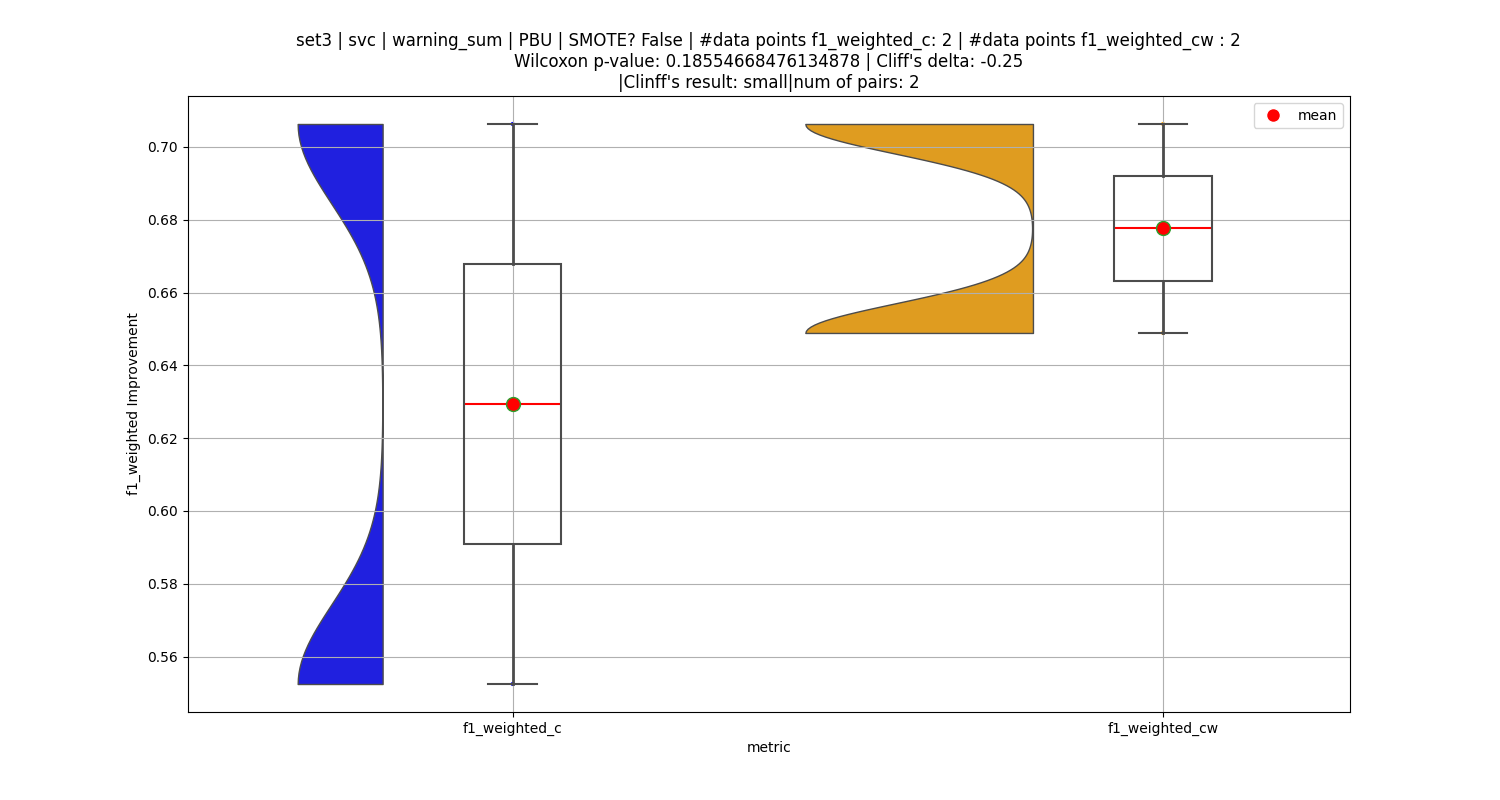 set3 | svc | warning_sum | PBU | SMOTE? False | #data points f1_weighted_c: 2 | #data points f1_weighted_cw : 2
Wilcoxon p-value: 0.18554668476134878 | Cliff's delta: -0.25
|Clinff's result: small|num of pairs: 2
mean
0.70
0.68
0.66
0.64
0.62
0.60
0.58
0.56
f1_weighted Improvement
f1_weighted_c
f1_weighted_cw
metric